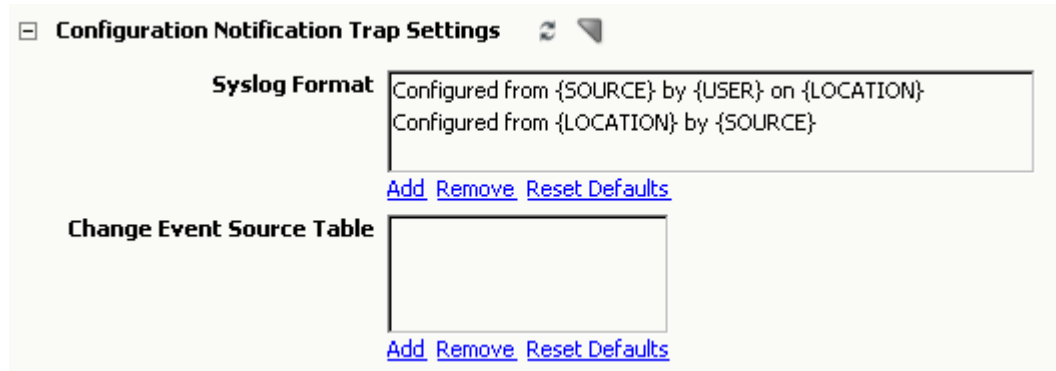 Configuration Notification Trap Settings
Syslog Format
Configured from {SOURCE} by {USER} on {LOCATION}
Configured from {LOCATION} by {SOURCE}
Add Remove Reset Defaults
Change Event Source Table
Add Remove Reset Defaults